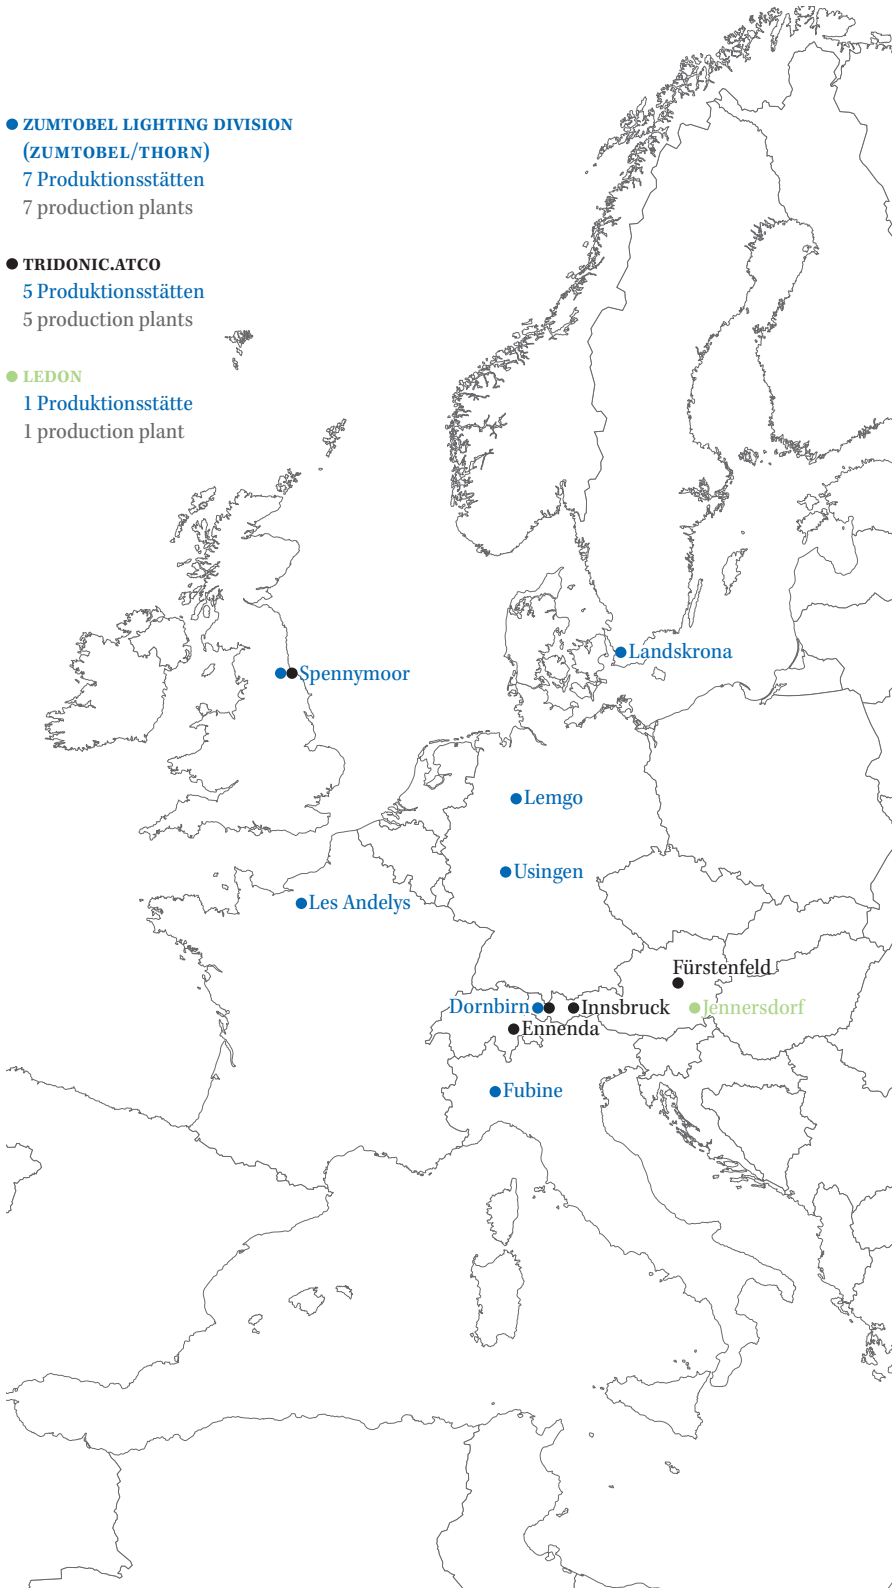 ZUMTOBEL LIGHTING DIVISION
(ZUMTOBEL/THORN)
7 Produktionsstätten
7 production plants
TRIDONIC.ATCO
5 Produktionsstätten
5 production plants
LEDON
1 Produktionsstätte
1 production plant
Landskrona
Spennymoor
Lemgo
Usingen
Les Andelys
Fürstenfeld
Dornbirn
Innsbruck
Jennersdorf
Ennenda
Fubine